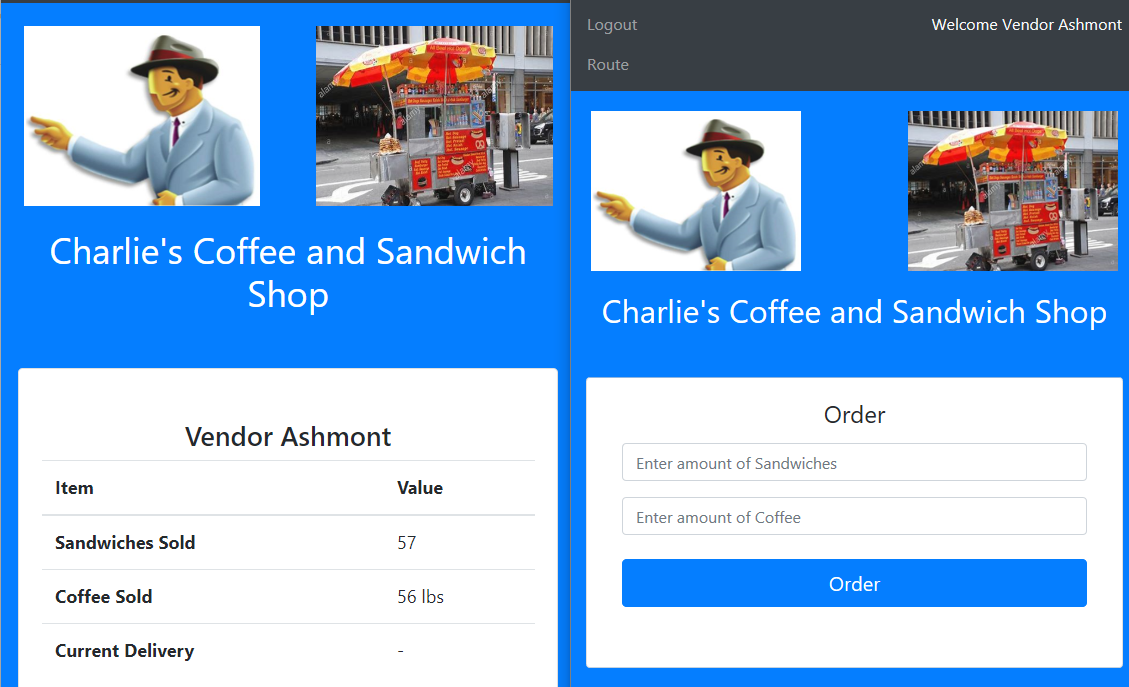 Charlie's Coffee and Sandwich
Shop
Vendor Ashmont
Item Value
Sandwiches Sold 57
Coffee Sold 56 lbs
Current Delivery -
Logout Welcome Vendor Ashmont
Route
Charlie's Coffee and Sandwich Shop
Order
Enter amount of Sandwiches
Enter amount of Coffee
Order